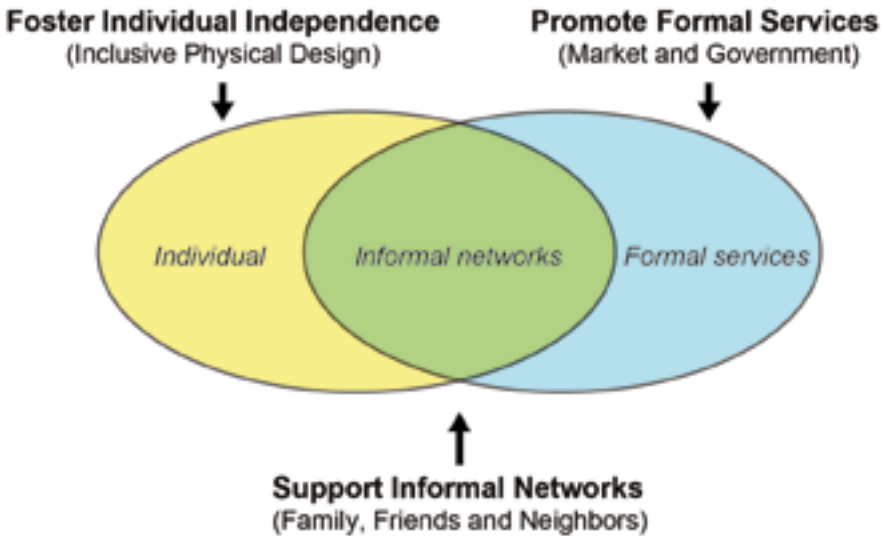 Foster Individual Independence
(Inclusive Physical Design)
Promote Formal Services
(Market and Government)
Individual
Informal networks
Formal services
Support Informal Networks
(Family, Friends and Neighbors)